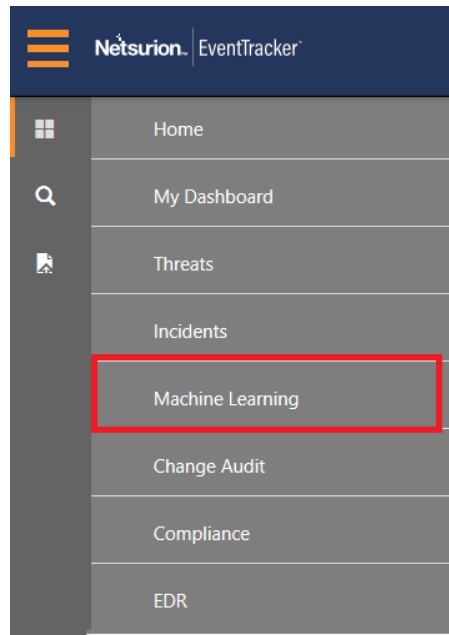 Netsurion. EventTracker
Home
My Dashboard
Threats
Incidents
Machine Learning
Change Audit
Compliance
EDR